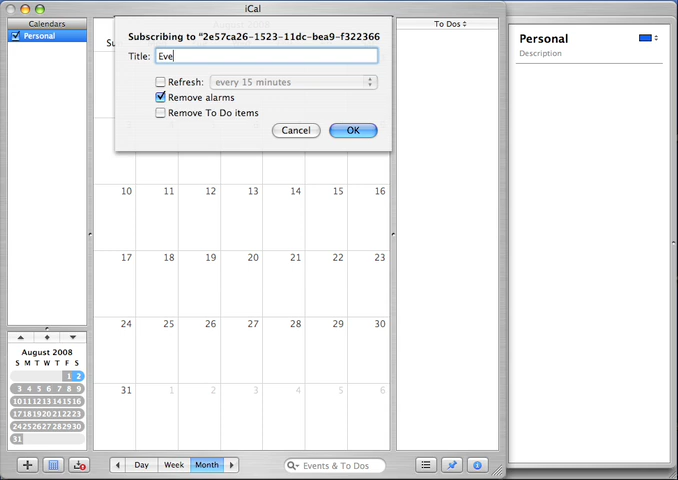 iCal
Calendars
Personal
Subscribing to "2e57ca26-1523-11dc-bea9-f322366
Title: Eve
Refresh: every 15 minutes
Remove alarms
Remove To Do items
Cancel OK
August 2008
Su
10 11 12 13 14 15 16
17 18 19 20 21 22 23
24 25 26 27 28 29 30
31 1 2 3 4 5 6
To Dos
Personal
Description
August 2008
S M T W T F S
1 2
3 4 5 6 7 8 9
10 11 12 13 14 15 16
17 18 19 20 21 22 23
24 25 26 27 28 29 30
31
Day Week Month
Events & To Dos